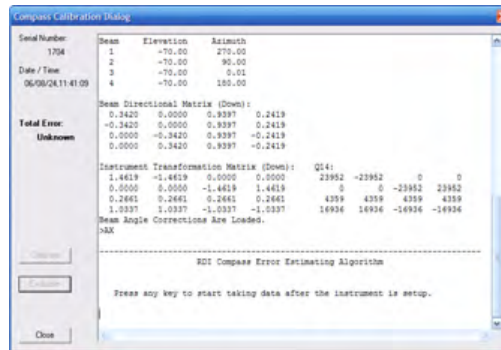 Compass Calibration Dialog
Serial Number:
1704
Date / Time
06/08/24,11:41:09
Total Error:
Unknown
Evaluate
Close
Beam Elevation Azimuth
1 -70.00 270.00
2 -70.00 90.00
3 -70.00 0.01
4 -70.00 180.00
Beam Directional Matrix (Down):
0.3420 0.0000 0.9397 0.2419
-0.3420 0.0000 0.9397 0.2419
0.0000 -0.3420 0.9397 -0.2419
0.0000 0.3420 0.9397 -0.2419
Instrument Transformation Matrix (Down): Q14:
1.4619 -1.4619 0.0000 0.0000 23952 -23952 0 0
0.0000 0.0000 -1.4619 1.4619 0 0 -23952 23952
0.2661 0.2661 0.2661 0.2661 4359 4359 4359 4359
1.0337 1.0337 -1.0337 -1.0337 16936 16936 -16936 -16936
Beam Angle Corrections Are Loaded.
>AX
RDI Compass Error Estimating Algorithm
Press any key to start taking data after the instrument is setup.